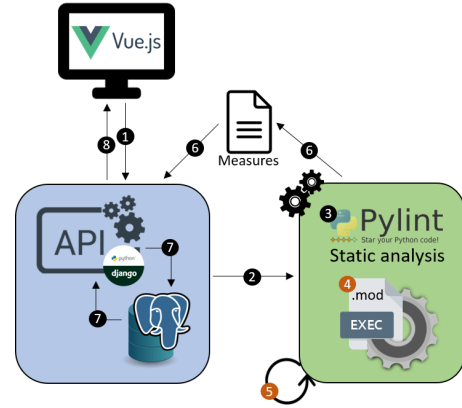 Vue.js
8
1
6
Measures
6
API
python
django
7
7
2
3
Pylint
Star your Python code!
Static analysis
4
.mod
EXEC
5